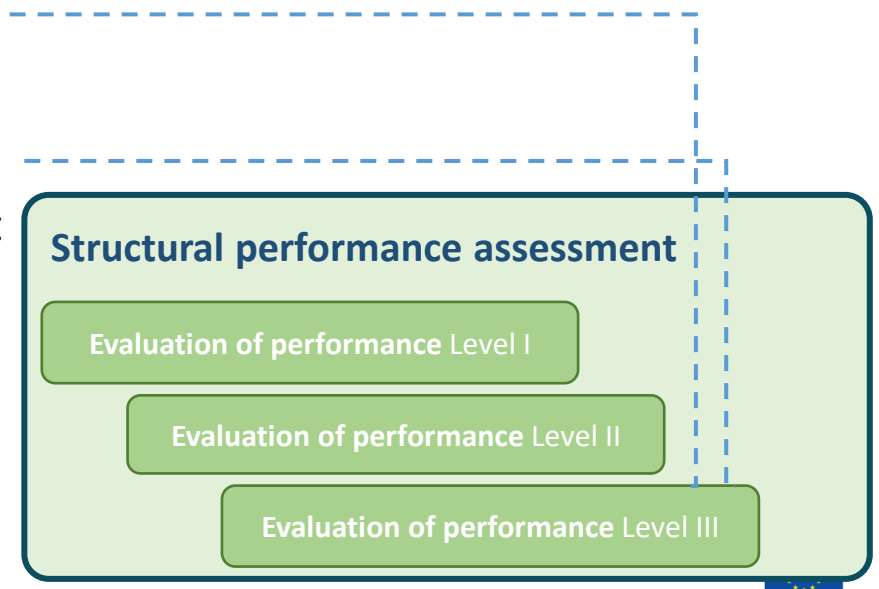 Structural performance assessment
Evaluation of performance Level I
Evaluation of performance Level II
Evaluation of performance Level III